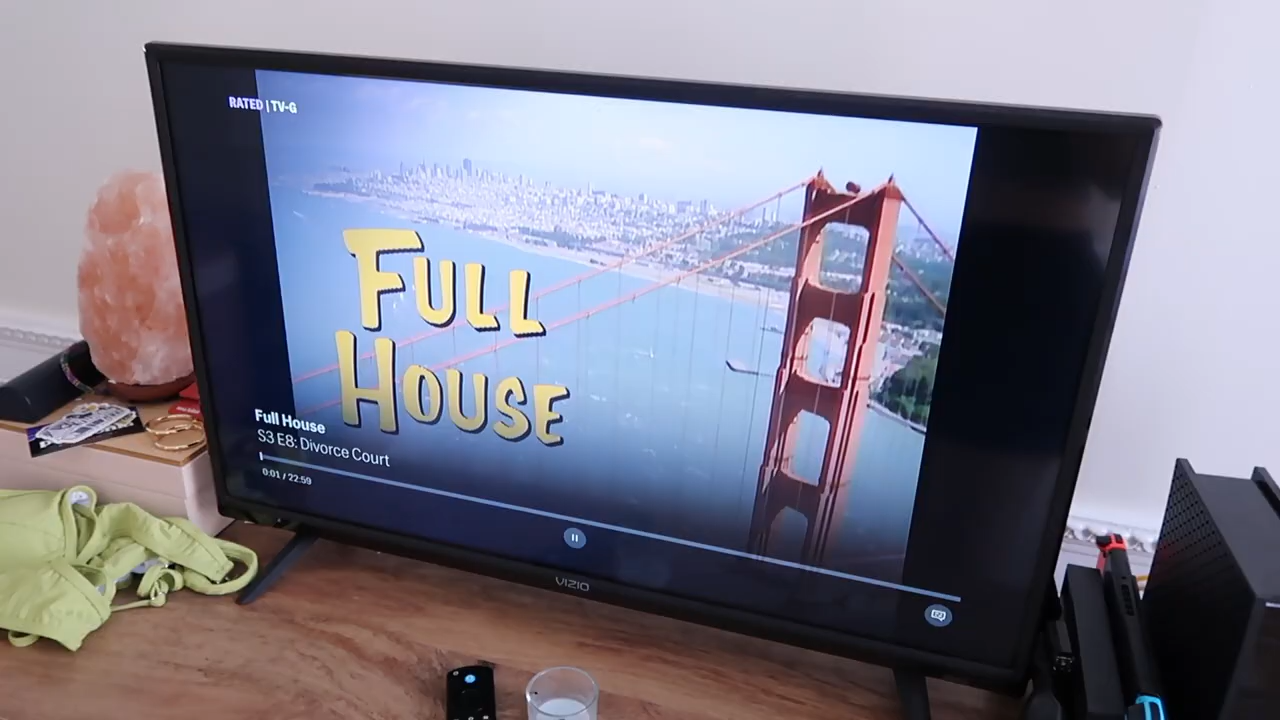 RATED | TV-G
FULL
HOUSE
Full House
S3 E8: Divorce Court
0:01 / 22:59
VIZIO